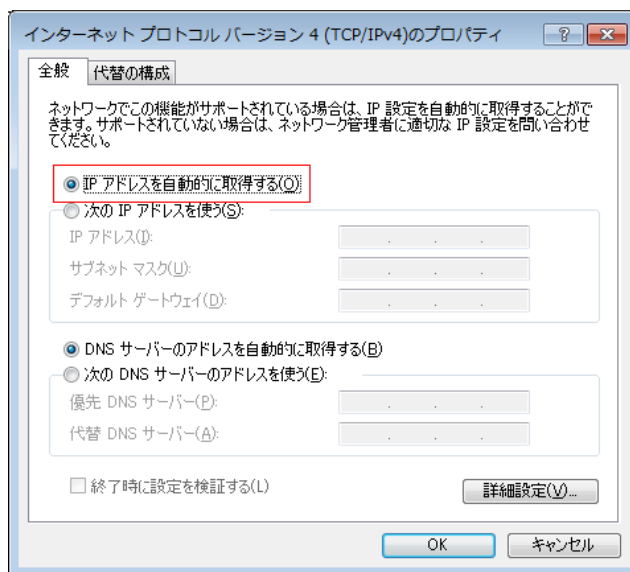 インターネット プロトコル バージョン 4 (TCP/IPv4)のプロパティ
全般
代替の構成
ネットワークでこの機能がサポートされている場合は、IP 設定を自動的に取得することがで
きます。サポートされていない場合は、ネットワーク管理者に適切な IP 設定を問い合わせ
てください。
IP アドレスを自動的に取得する(O)
次の IP アドレスを使う(S):
IP アドレス(I):
サブネット マスク(U):
デフォルト ゲートウェイ(D):
DNS サーバーのアドレスを自動的に取得する(B)
次の DNS サーバーのアドレスを使う(E):
優先 DNS サーバー(P):
代替 DNS サーバー(A):
終了時に設定を検証する(L)
詳細設定(V)...
OK
キャンセル